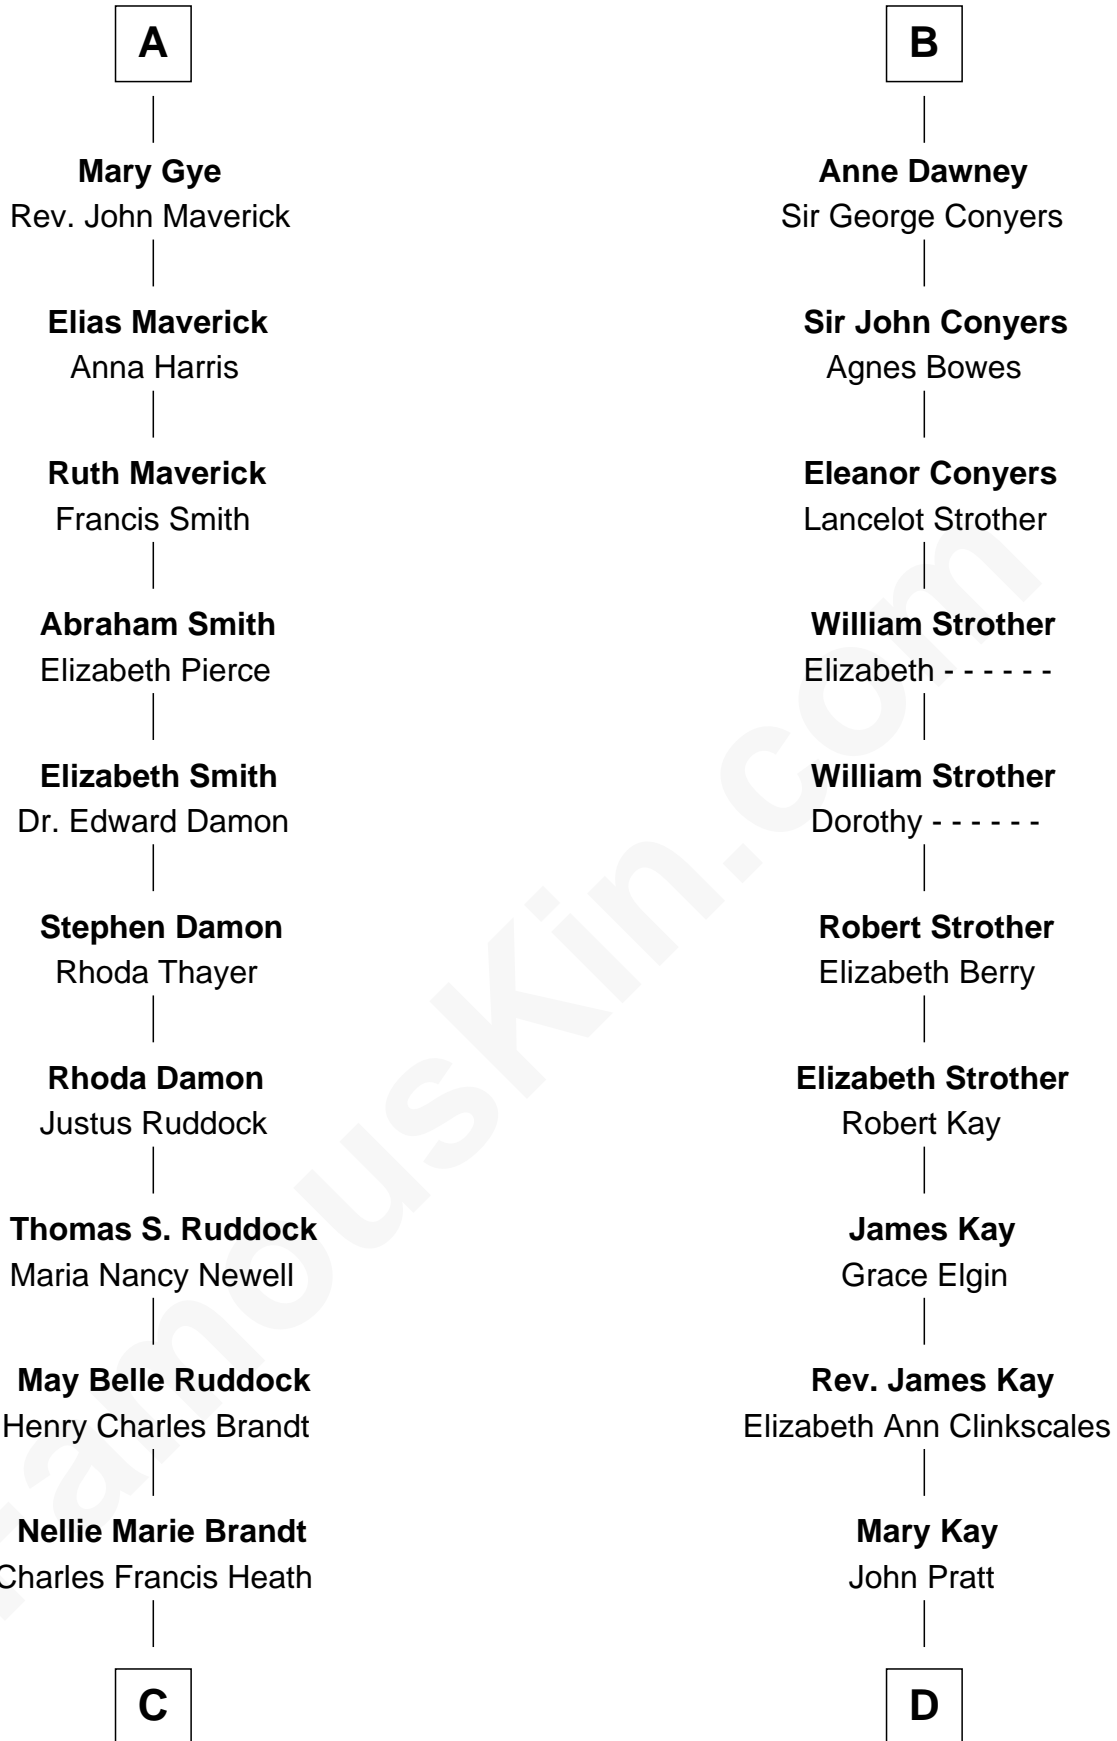 A
Mary Gye
Rev. John Maverick
Elias Maverick
Anna Harris
Ruth Maverick
Francis Smith
Abraham Smith
Elizabeth Pierce
Elizabeth Smith
Dr. Edward Damon
Stephen Damon
Rhoda Thayer
Rhoda Damon
Justus Ruddock
Thomas S. Ruddock
Maria Nancy Newell
May Belle Ruddock
Henry Charles Brandt
Nellie Marie Brandt
Charles Francis Heath
C
B
Anne Dawney
Sir George Conyers
Sir John Conyers
Agnes Bowes
Eleanor Conyers
Lancelot Strother
William Strother
Elizabeth - - - - - -
William Strother
Dorothy - - - - - -
Robert Strother
Elizabeth Berry
Elizabeth Strother
Robert Kay
James Kay
Grace Elgin
Rev. James Kay
Elizabeth Ann Clinkscales
Mary Kay
John Pratt
D
FamousKin.com